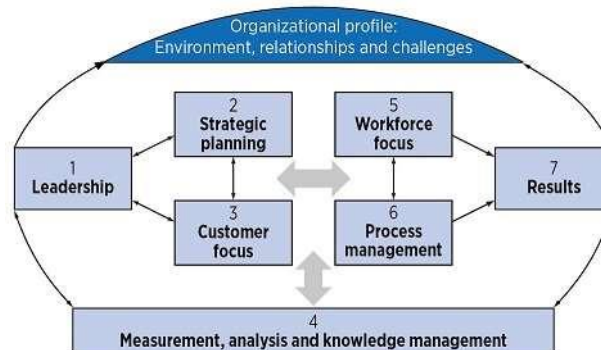 Organizational profile:
Environment, relationships and challenges
2
Strategic
planning
5
Workforce
focus
1
Leadership
7
Results
3
Customer
focus
6
Process
management
4
Measurement, analysis and knowledge management